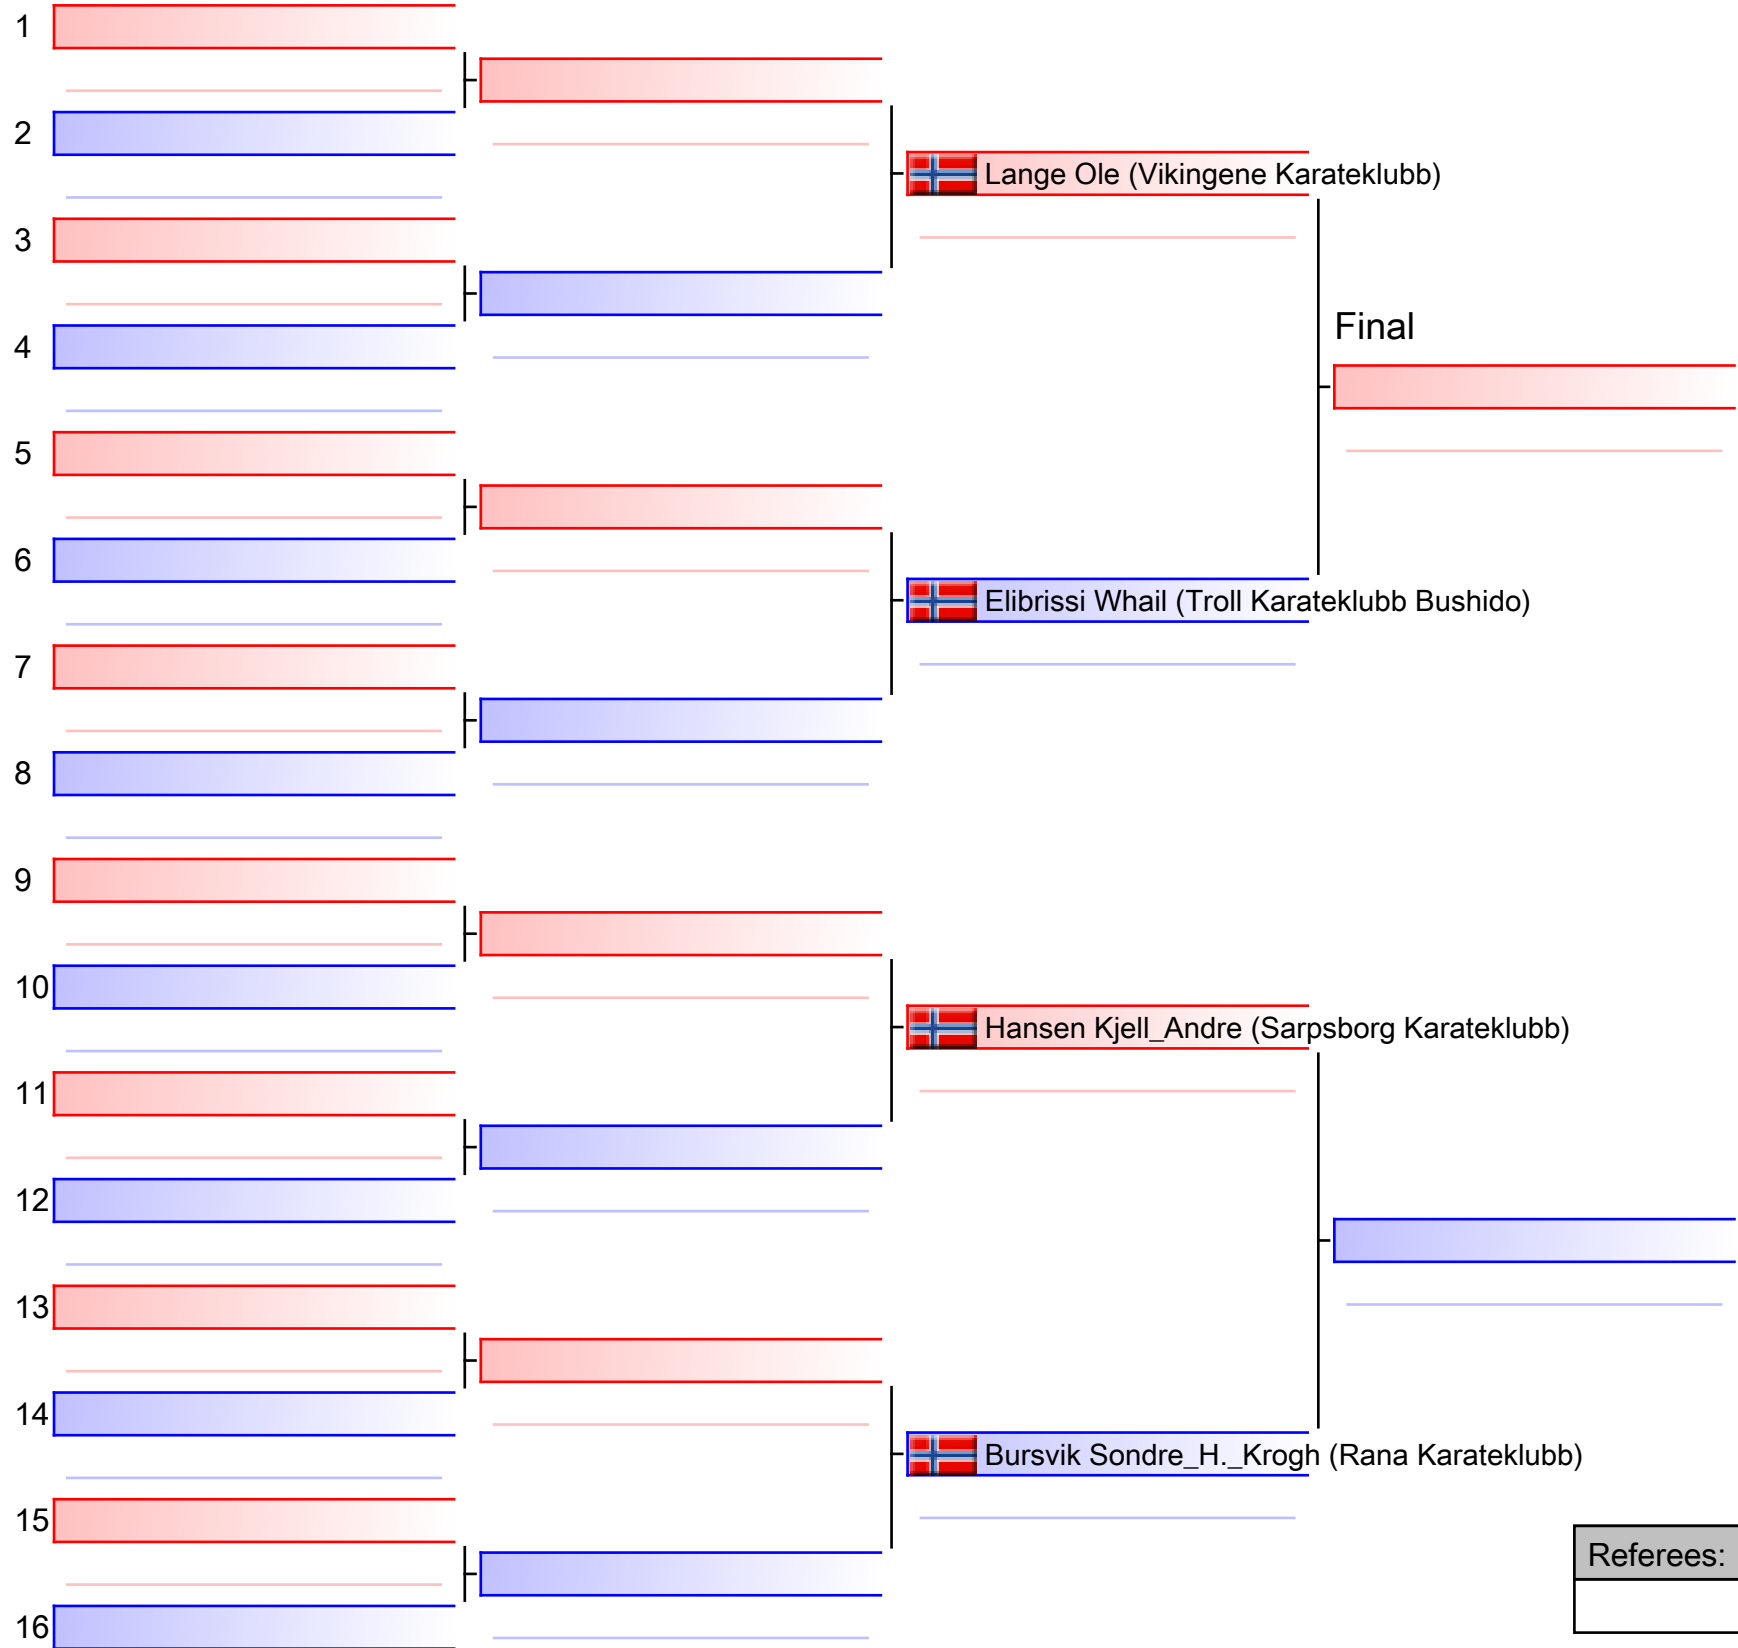 1
2
Lange Ole (Vikingene Karateklubb)
3
Final
4
5
6
Elibrissi Whail (Troll Karateklubb Bushido)
7
8
9
10
Hansen Kjell_Andre (Sarpsborg Karateklubb)
11
12
13
14
Bursvik Sondre_H._Krogh (Rana Karateklubb)
15
Referees:
16